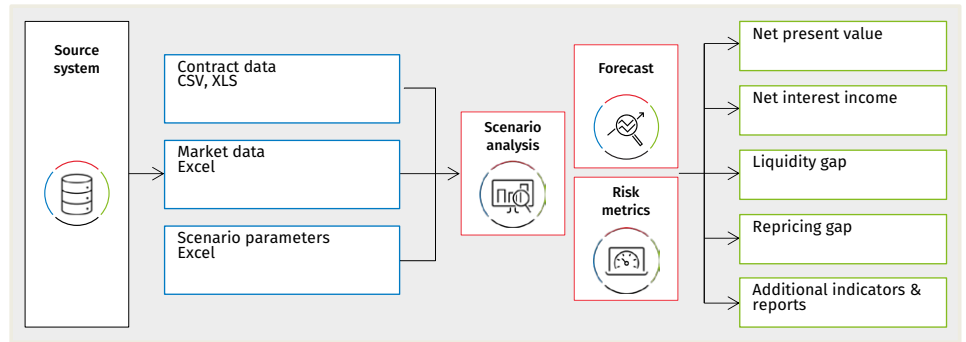 Source
system
Contract data
CSV, XLS
Market data
Excel
Scenario parameters
Excel
Scenario
analysis
Forecast
Risk
metrics
Net present value
Net interest income
Liquidity gap
Repricing gap
Additional indicators &
reports